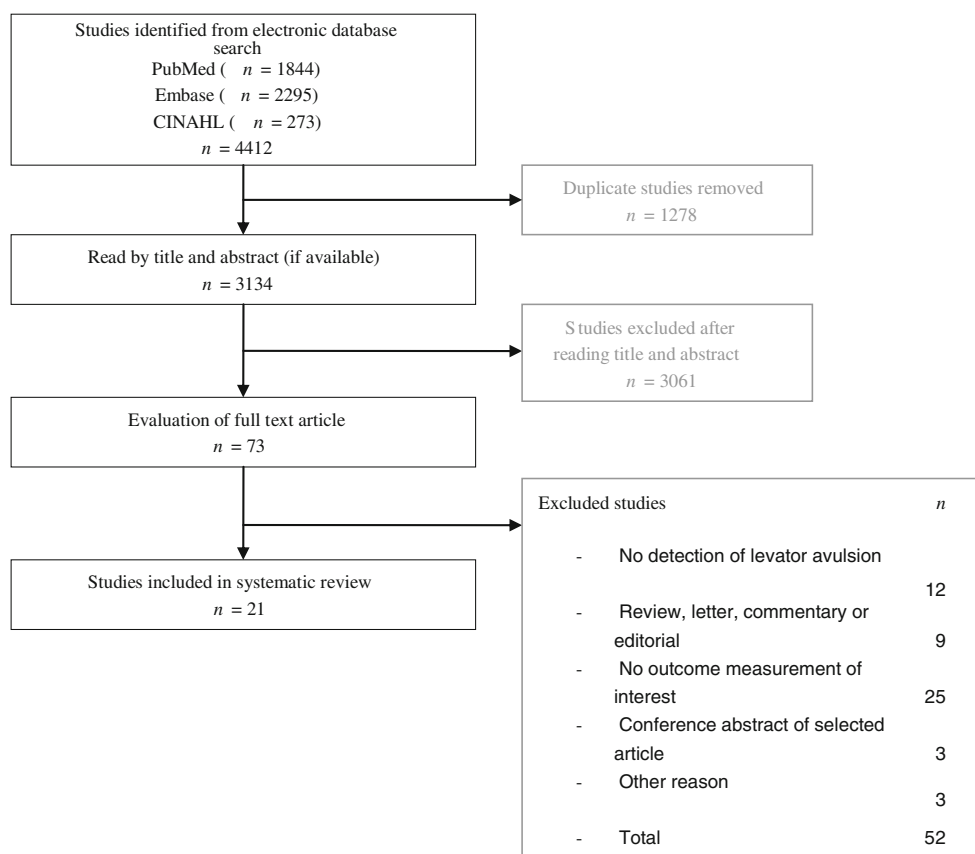 Studies identified from electronic database
search
PubMed ( n = 1844)
Embase ( n = 2295)
CINAHL ( n = 273)
n = 4412
Duplicate studies removed
n = 1278
Read by title and abstract (if available)
n = 3134
Studies excluded after
reading title and abstract
n = 3061
Evaluation of full text article
n = 73
Excluded studies n
- No detection of levator avulsion
12
- Review, letter, commentary or
editorial 9
- No outcome measurement of
interest 25
- Conference abstract of selected
article 3
- Other reason
3
- Total 52
Studies included in systematic review
n = 21